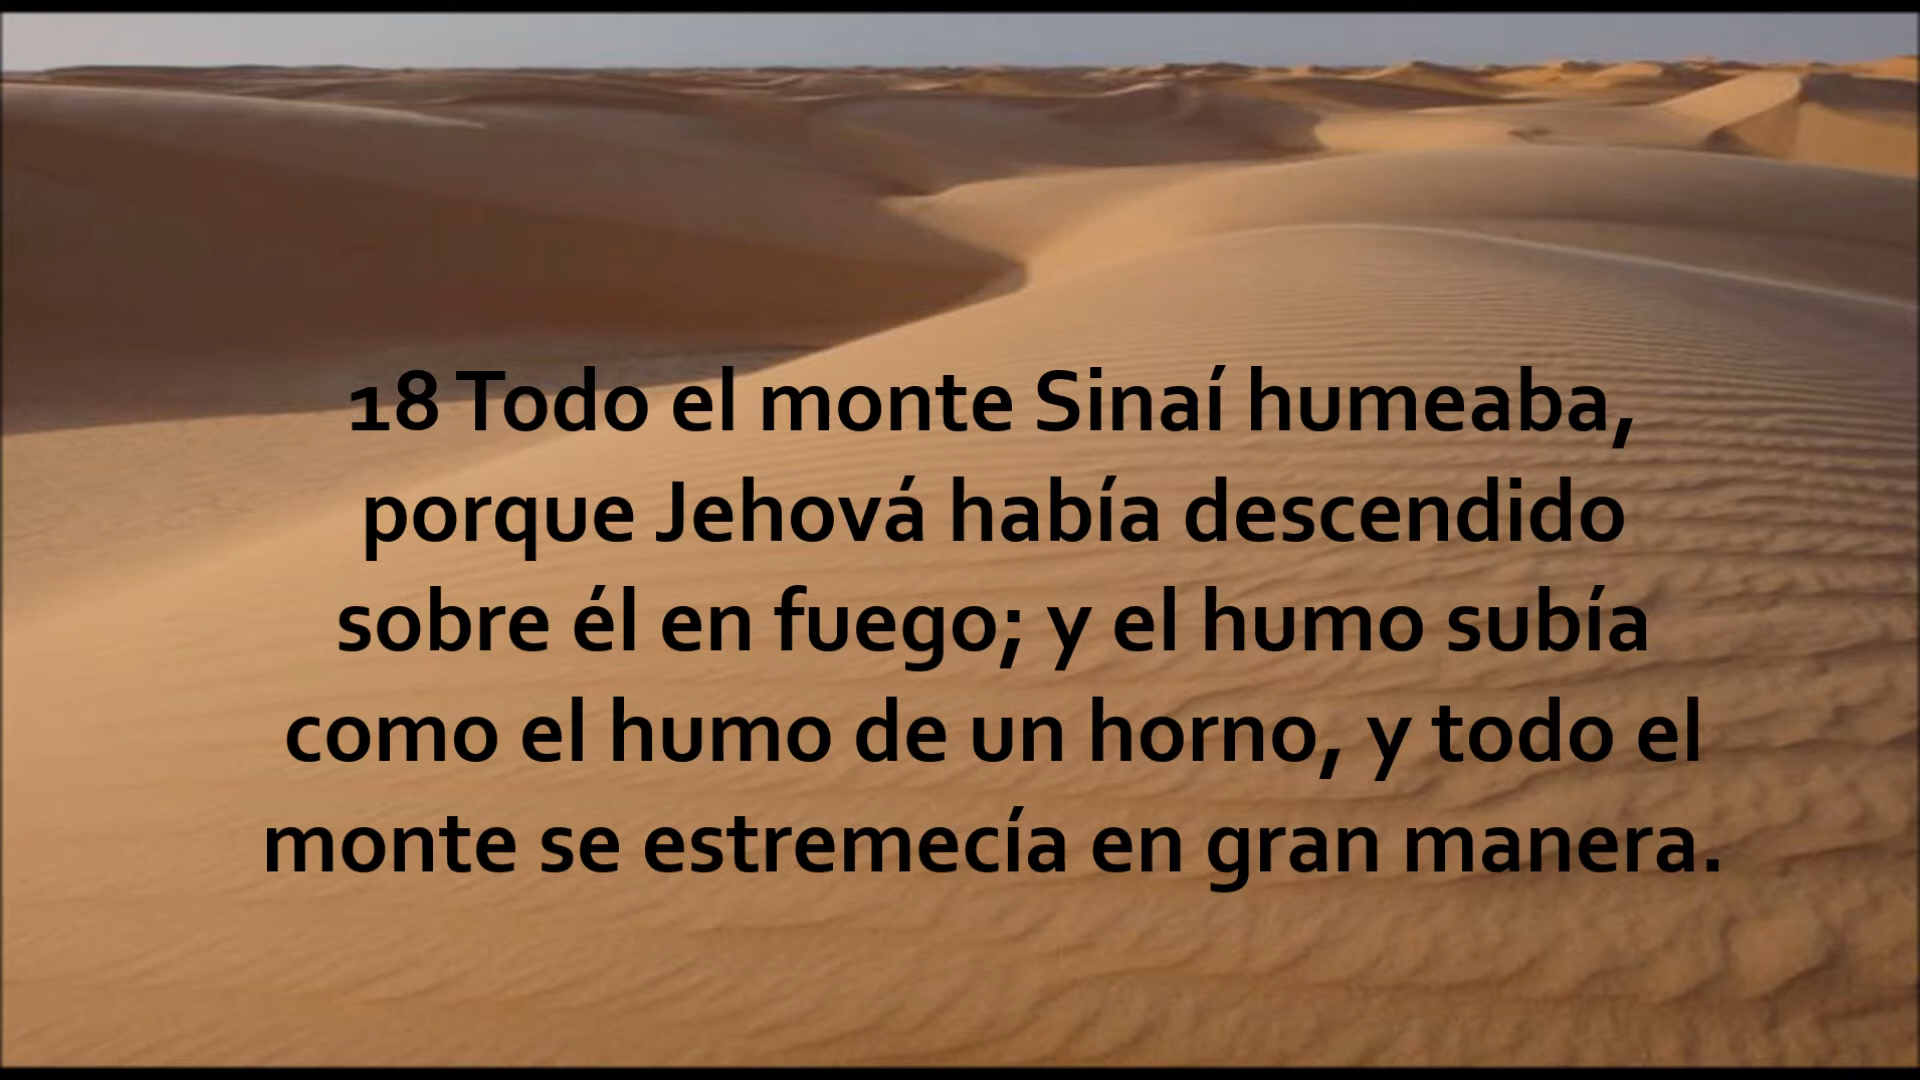 18 Todo el monte Sinaí humeaba,
porque Jehová había descendido
sobre él en fuego; y el humo subía
como el humo de un horno, y todo el
monte se estremecía en gran manera.